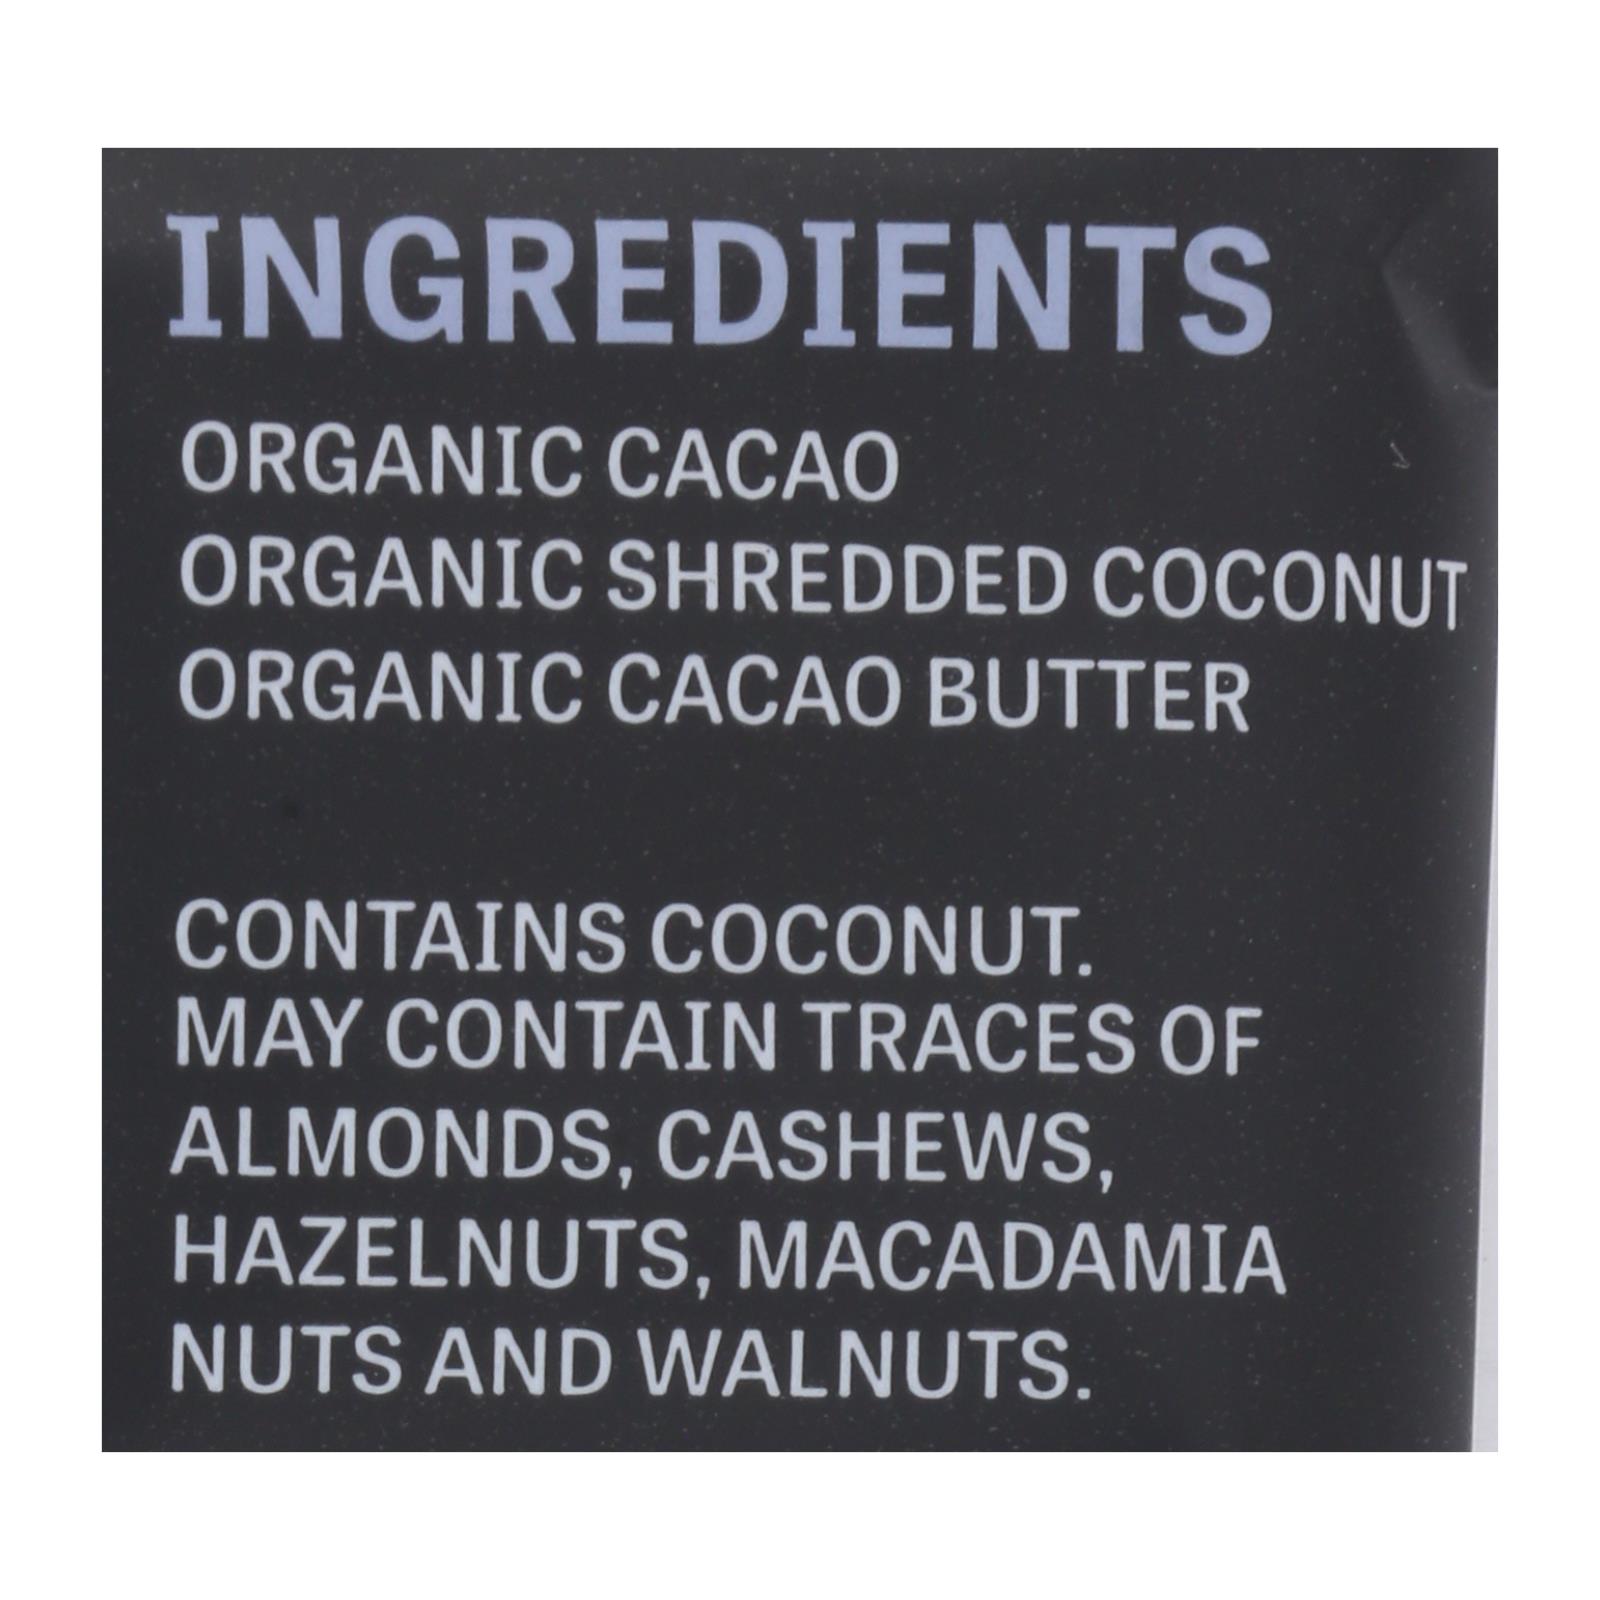 INGREDIENTS
ORGANIC CACAO
ORGANIC SHREDDED COCONUT
ORGANIC CACAO BUTTER
CONTAINS COCONUT.
MAY CONTAIN TRACES OF
ALMONDS, CASHEWS,
HAZELNUTS, MACADAMIA
NUTS AND WALNUTS.